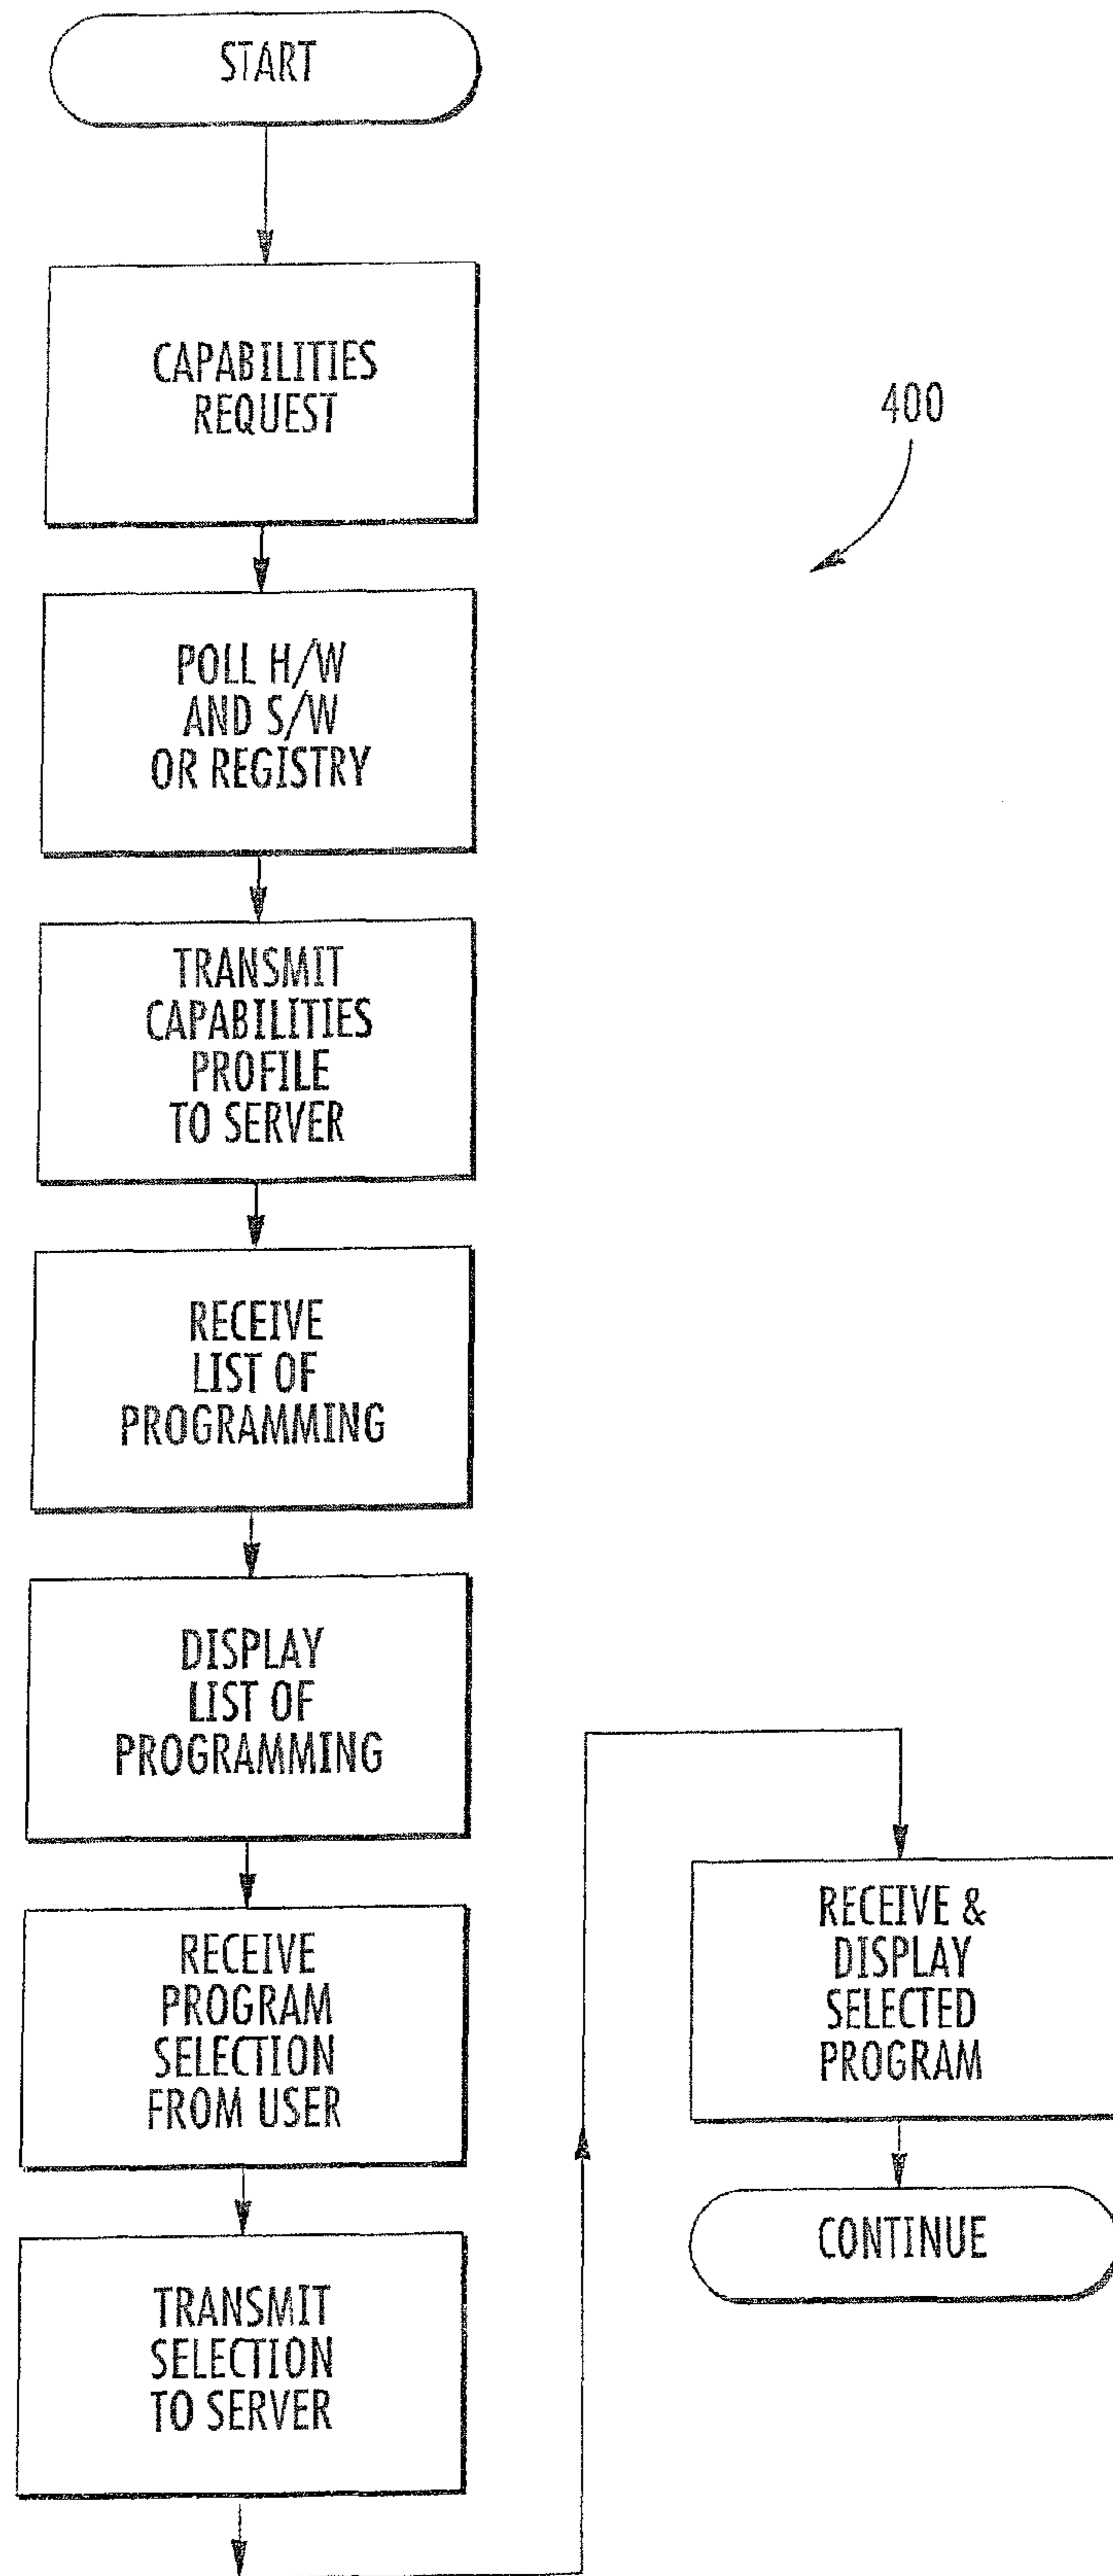 START
CAPABILITIES
REQUEST
400
POLL H/W
AND S/W
OR REGISTRY
TRANSMIT
CAPABILITIES
PROFILE
TO SERVER
RECEIVE
LIST OF
PROGRAMMING
DISPLAY
LIST OF
PROGRAMMING
RECEIVE
PROGRAM
SELECTION
FROM USER
TRANSMIT
SELECTION
TO SERVER
RECEIVE &
DISPLAY
SELECTED
PROGRAM
CONTINUE